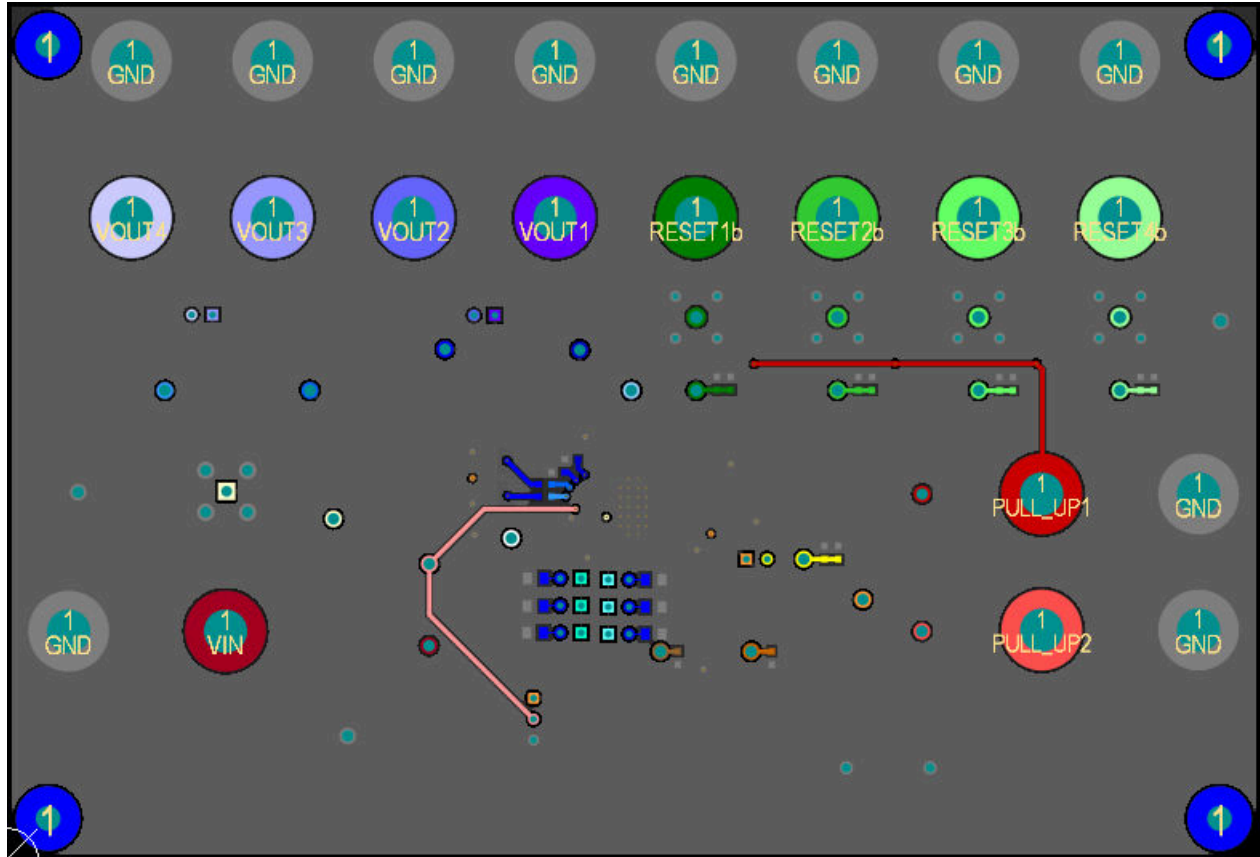 1
1
1
1
1
1
1
1
1
1
GND
GND
GND
GND
GND
GND
GND
GND
1
1
1
1
1
1
1
1
VOUT4
VOUT3
VOUT2
VOUT1
RESET1b
RESET2b
RESET3b
RESET4b
1
1
PULL_UP1
GND
1
1
1
1
GND
VIN
PULL_UP2
GND
1
1